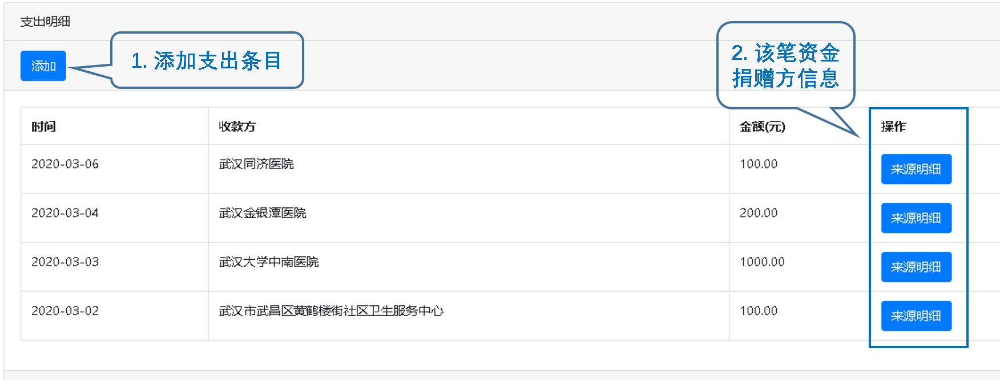 支出明细
添加
1. 添加支出条目
2. 该笔资金
捐赠方信息
时间 收款方 金额(元) 操作
2020-03-06 武汉同济医院 100.00 来源明细
2020-03-04 武汉金银潭医院 200.00 来源明细
2020-03-03 武汉大学中南医院 1000.00 来源明细
2020-03-02 武汉市武昌区黄鹤楼街社区卫生服务中心 100.00 来源明细